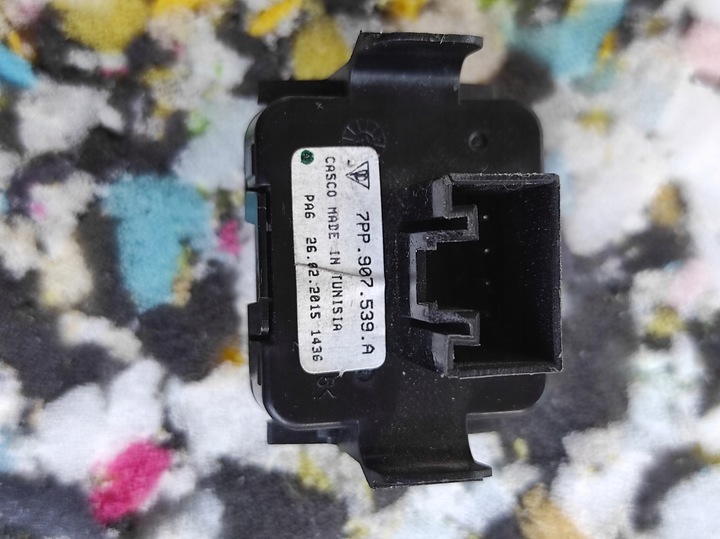 7PP.907.539.A
CASCO MADE IN TUNISIA
PA6 26.02.2015 1436